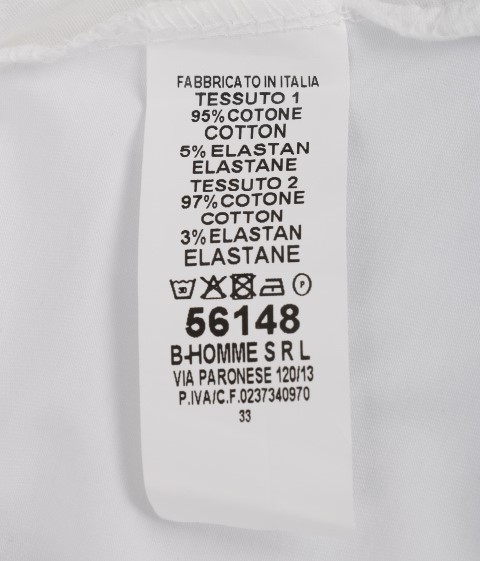 FABBRICATO IN ITALIA
TESSUTO 1
95% COTONE
COTTON
5% ELASTAN
ELASTANE
TESSUTO 2
97% COTONE
COTTON
3% ELASTAN
ELASTANE
30 P
56148
B-HOMME S R L
VIA PARONESE 120/13
P.IVA/C.F.0237340970
33